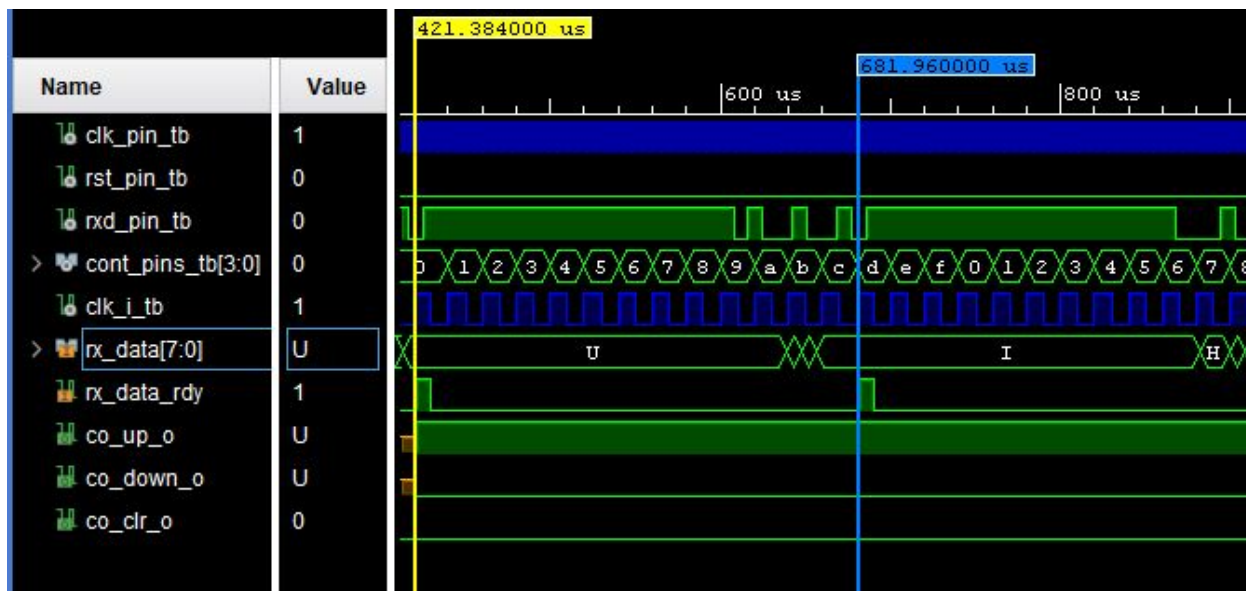 421.384000 us
681.960000 us
Name Value
600 us 800 us
clk_pin_tb 1
rst_pin_tb 0
rxd_pin_tb 0
cont_pins_tb[3:0] 0 0 1 2 3 4 5 6 7 8 9 a b c d e f 0 1 2 3 4 5 6 7 8
clk_i_tb 1
rx_data[7:0] U U I H
rx_data_rdy 1
co_up_o U
co_down_o U
co_clr_o 0